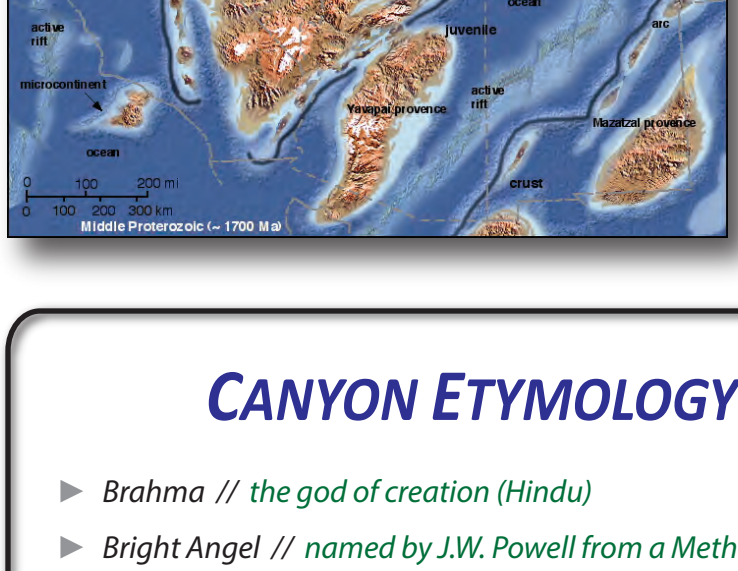 ocean
juvenile
arc
active
rift
microcontinent
active
rift
Yavapai provence
Mazatzal provence
ocean
crust
0 100 200 mi
0 100 200 300 km
Middle Proterozoic (~ 1700 Ma)
CANYON ETYMOLOGY
► Brahma // the god of creation (Hindu)
► Bright Angel // named by J.W. Powell from a Meth